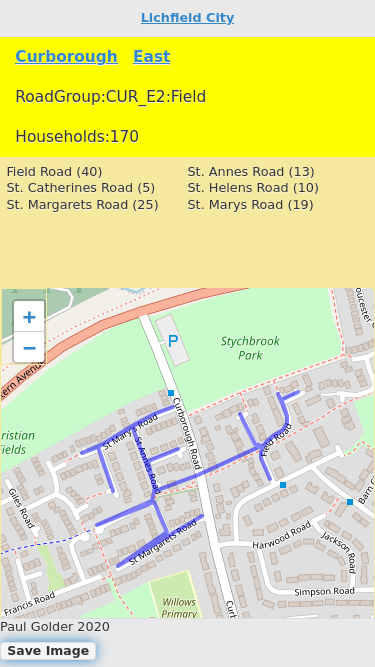 Lichfield City
Curborough East
RoadGroup:CUR_E2:Field
Households:170
Field Road (40)
St. Catherines Road (5)
St. Margarets Road (25)
St. Annes Road (13)
St. Helens Road (10)
St. Marys Road (19)
+
−
P
Stychbrook
Park
tern Avenue
St Mary's Road
St Annes Road
Curborough Road
Field Road
ristian
ields
Giles Road
St Margarets Road
Harwood Road
Jackson Road
Barn C
Simpson Road
Francis Road
Willows
Primary
Curb
oucester C
Paul Golder 2020
Save Image